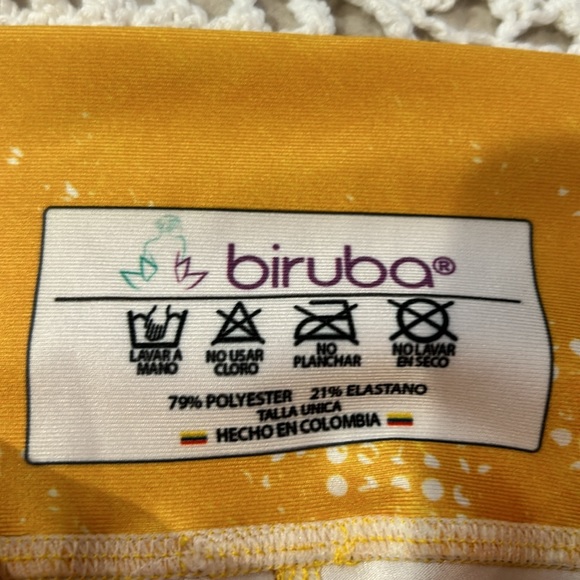 biruba®
LAVAR A MANO
NO USAR CLORO
NO PLANCHAR
NO LAVAR EN SECO
79% POLYESTER 21% ELASTANO
TALLA UNICA
HECHO EN COLOMBIA